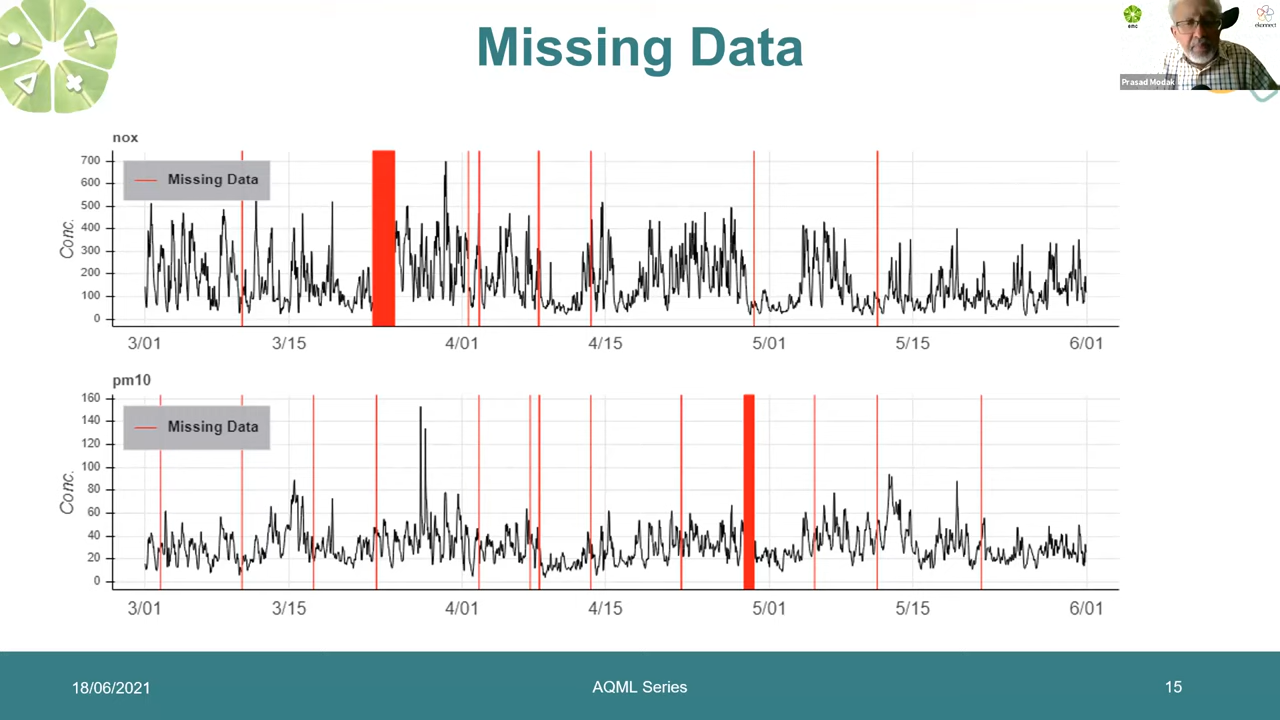 Missing Data
emc
ekonnect
Prasad Modak
nox
Missing Data
Conc.
700
600
500
400
300
200
100
0
3/01 3/15 4/01 4/15 5/01 5/15 6/01
pm10
Missing Data
Conc.
160
140
120
100
80
60
40
20
0
3/01 3/15 4/01 4/15 5/01 5/15 6/01
18/06/2021 AQML Series 15